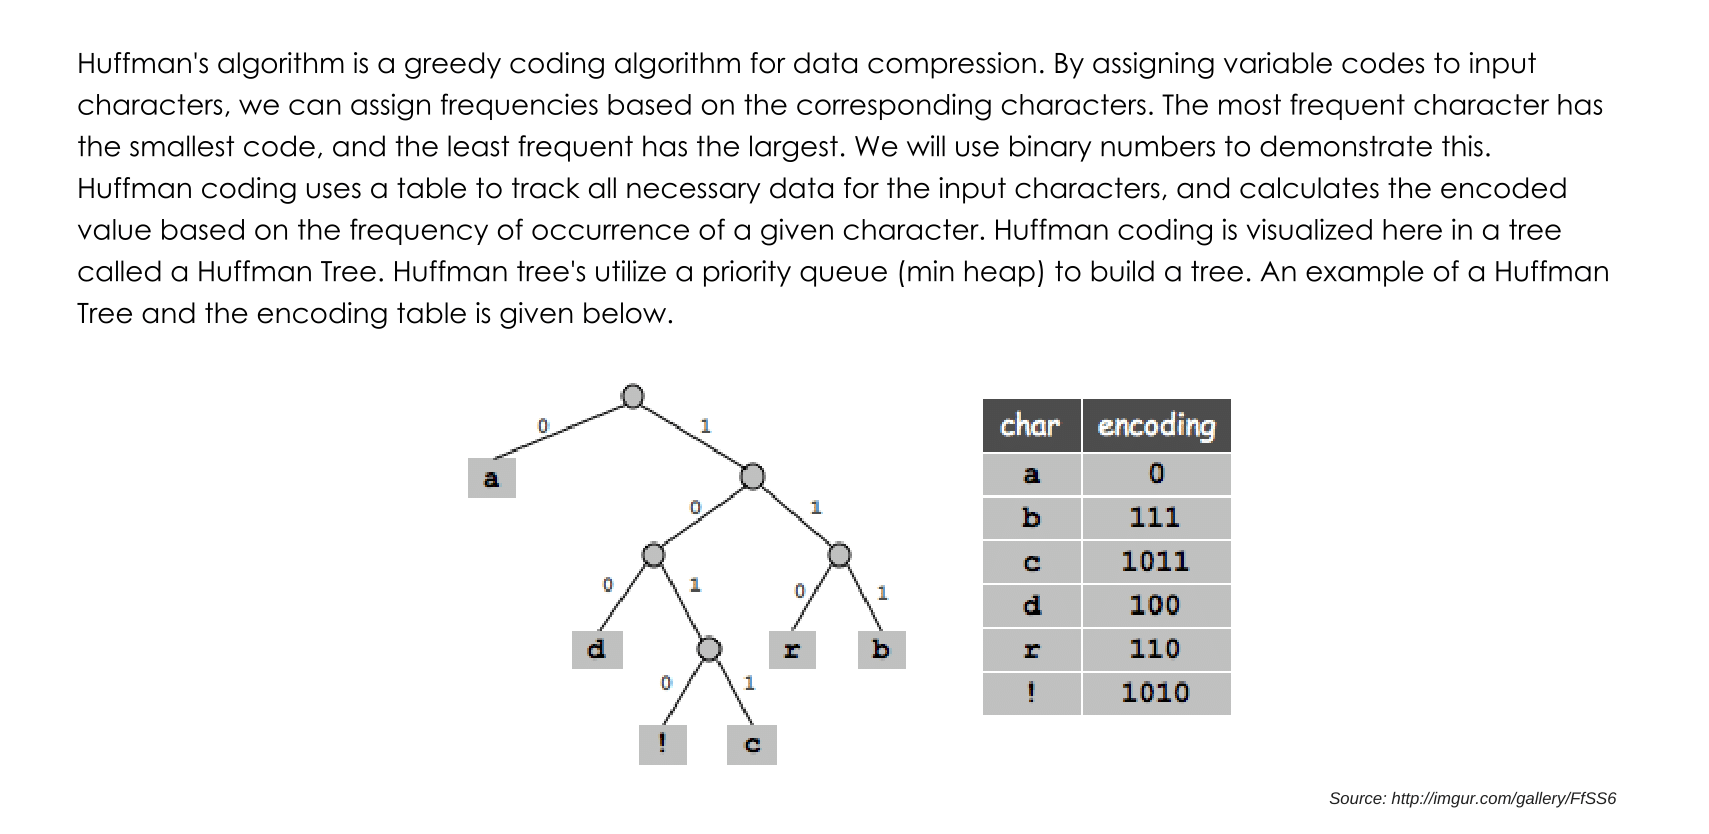 Huffman's algorithm is a greedy coding algorithm for data compression. By assigning variable codes to input
characters, we can assign frequencies based on the corresponding characters. The most frequent character has
the smallest code, and the least frequent has the largest. We will use binary numbers to demonstrate this.
Huffman coding uses a table to track all necessary data for the input characters, and calculates the encoded
value based on the frequency of occurrence of a given character. Huffman coding is visualized here in a tree
called a Huffman Tree. Huffman tree's utilize a priority queue (min heap) to build a tree. An example of a Huffman
Tree and the encoding table is given below.
0 1
a
0 1
0 1 0 1
d r b
0 1
! c
char encoding
a 0
b 111
c 1011
d 100
r 110
! 1010
Source: http://imgur.com/gallery/FfSS6